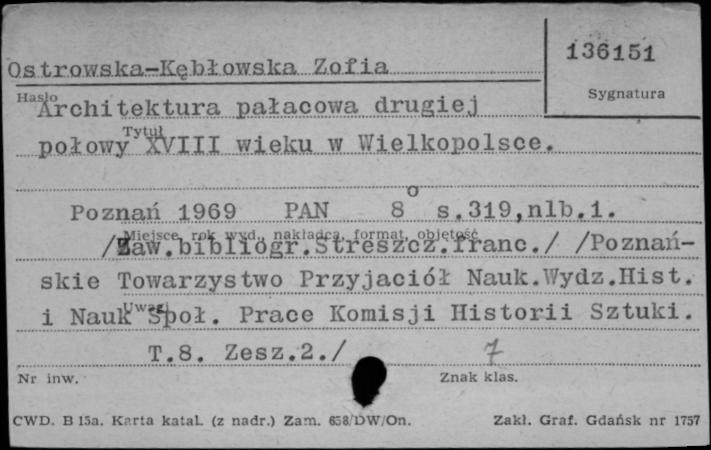 136151
Ostrowska-Kębłowska Zofia
Hasło
Sygnatura
Architektura pałacowa drugiej
Tytuł
połowy XVIII wieku w Wielkopolsce.
Poznań 1969 PAN 8° s.319,nlb.1.
Miejsce, rok wyd., nakładca, format, objętość
/Zaw.bibliogr.Streszcz.franc./ /Poznań-
skie Towarzystwo Przyjaciół Nauk.Wydz.Hist.
Uwagi
i Nauk Społ. Prace Komisji Historii Sztuki.
T.8. Zesz.2./ 7
Nr inw. Znak klas.
CWD. B 15a. Karta katal. (z nadr.) Zam. 658/DW/On. Zakł. Graf. Gdańsk nr 1757